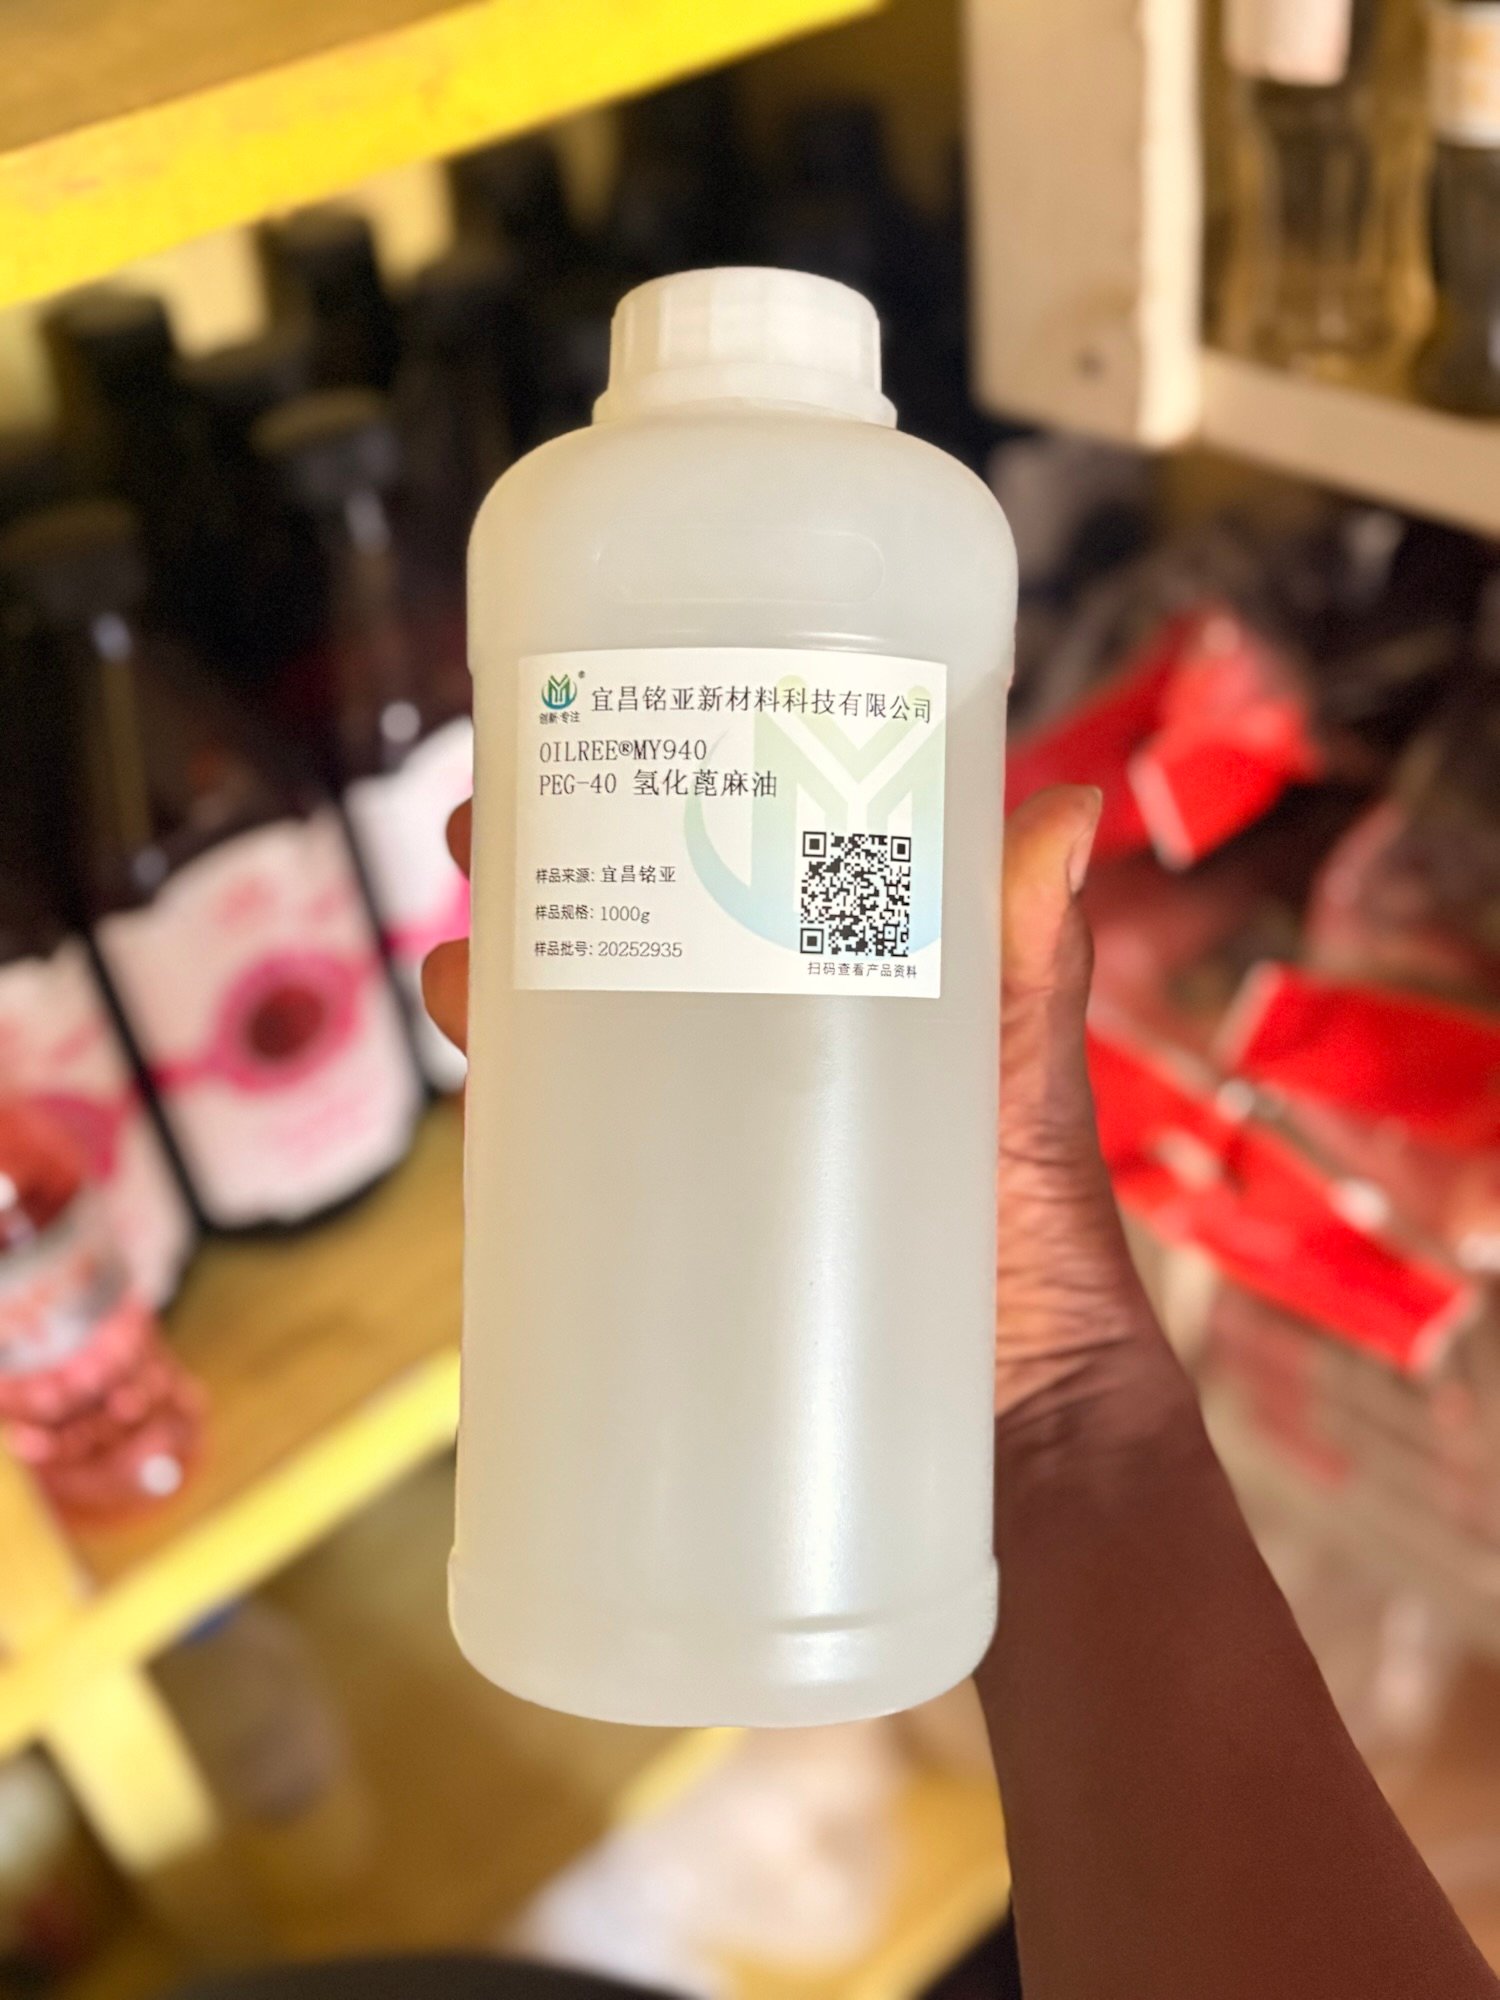 宜昌铭亚新材料科技有限公司
创新·专注
OILREE®MY940
PEG-40 氢化蓖麻油
样品来源: 宜昌铭亚
样品规格: 1000g
样品批号: 20252935
扫码查看产品资料